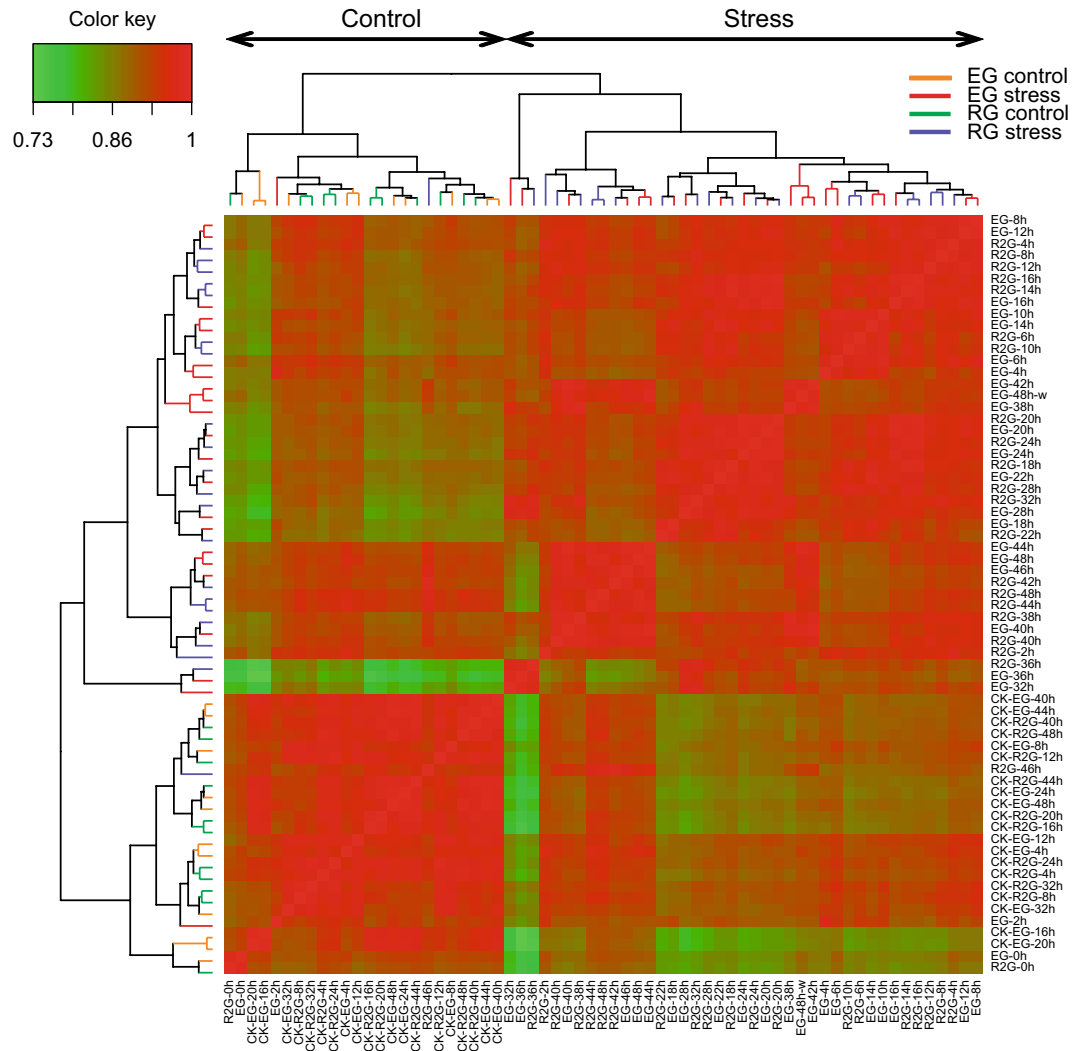 Color key
0.73 0.86 1
Control
Stress
EG control
EG stress
RG control
RG stress
EG-8h
EG-12h
R2G-4h
R2G-8h
R2G-12h
R2G-16h
R2G-14h
EG-16h
EG-10h
EG-14h
R2G-6h
R2G-10h
EG-6h
EG-4h
EG-42h
EG-48h-w
EG-38h
R2G-20h
EG-20h
R2G-24h
EG-24h
R2G-18h
EG-22h
R2G-28h
R2G-32h
EG-28h
EG-18h
R2G-22h
EG-44h
EG-48h
EG-46h
R2G-42h
R2G-48h
R2G-44h
R2G-38h
EG-40h
R2G-40h
R2G-2h
R2G-36h
EG-36h
EG-32h
CK-EG-40h
CK-EG-44h
CK-R2G-40h
CK-R2G-48h
CK-EG-8h
CK-R2G-12h
R2G-46h
CK-R2G-44h
CK-EG-24h
CK-EG-48h
CK-R2G-20h
CK-R2G-16h
CK-EG-12h
CK-EG-4h
CK-R2G-24h
CK-R2G-4h
CK-R2G-32h
CK-R2G-8h
CK-EG-32h
EG-2h
CK-EG-16h
CK-EG-20h
EG-0h
R2G-0h
R2G-0h
EG-0h
CK-EG-20h
CK-EG-16h
EG-2h
CK-EG-32h
CK-R2G-8h
CK-R2G-32h
CK-R2G-4h
CK-R2G-24h
CK-EG-4h
CK-EG-12h
CK-R2G-16h
CK-R2G-20h
CK-EG-48h
CK-EG-24h
CK-R2G-44h
R2G-46h
CK-R2G-12h
CK-EG-8h
CK-R2G-48h
CK-R2G-40h
CK-EG-44h
CK-EG-40h
EG-32h
EG-36h
R2G-36h
R2G-2h
R2G-40h
EG-40h
R2G-38h
R2G-44h
R2G-48h
R2G-42h
EG-46h
EG-48h
EG-44h
R2G-22h
EG-18h
EG-28h
R2G-32h
R2G-28h
EG-22h
R2G-18h
EG-24h
R2G-24h
EG-20h
R2G-20h
EG-38h
EG-48h-w
EG-42h
EG-4h
EG-6h
R2G-10h
R2G-6h
EG-14h
EG-10h
EG-16h
R2G-14h
R2G-16h
R2G-12h
R2G-8h
R2G-4h
EG-12h
EG-8h